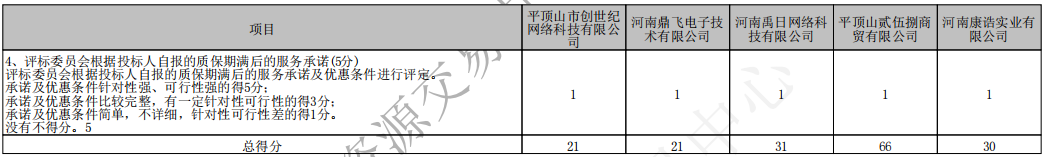 项目
平顶山市创世纪
网络科技有限公
司
河南鼎飞电子技
术有限公司
河南禹日网络科
技有限公司
平顶山贰伍捌商
贸有限公司
河南康诰实业有
限公司
4、评标委员会根据投标人自报的质保期满后的服务承诺(5分)
评标委员会根据投标人自报的质保期满后的服务承诺及优惠条件进行评定。
承诺及优惠条件针对性强、可行性强的得5分;
承诺及优惠条件比较完整，有一定针对性可行性的得3分;
承诺及优惠条件简单，不详细，针对性可行性差的得1分。
没有不得分。5
1 1 1 1 1
总得分 21 21 31 66 30
资源交易
中心